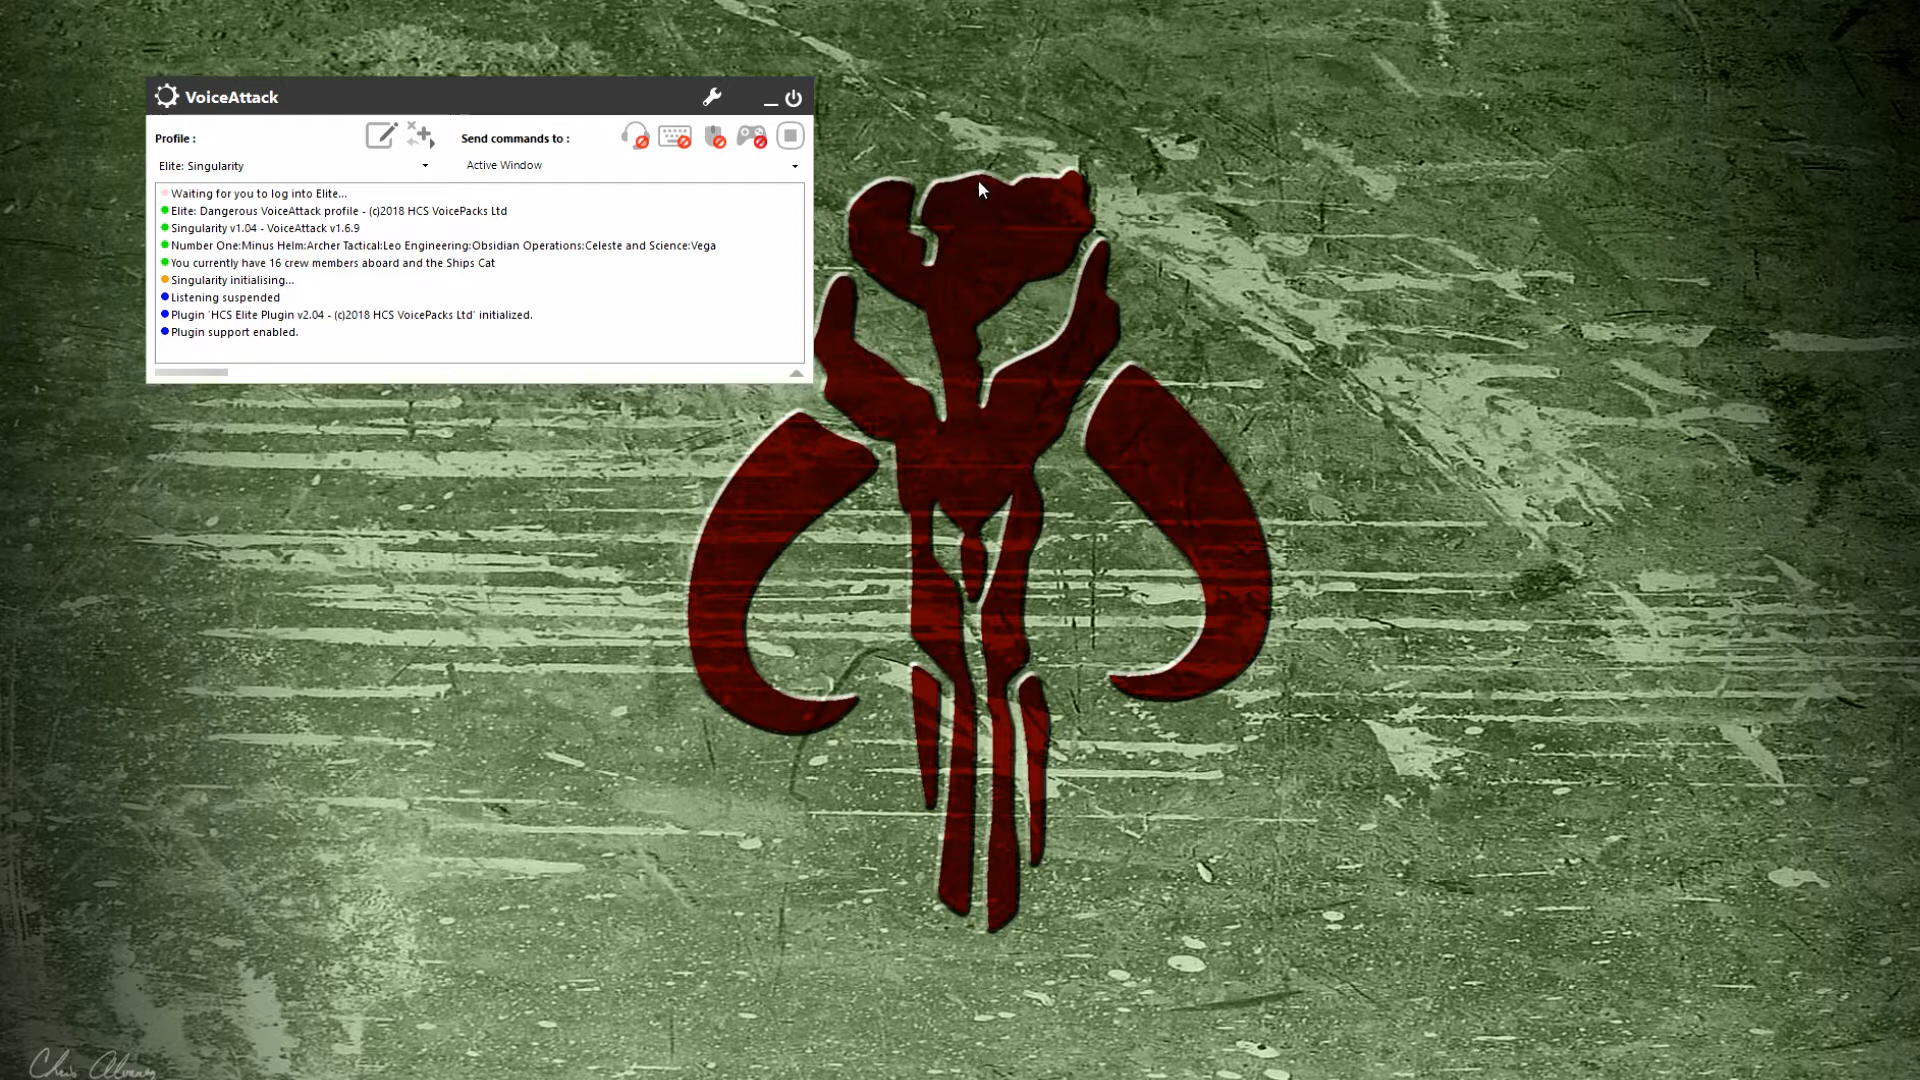 VoiceAttack
Profile :
Send commands to :
Elite: Singularity
Active Window
Waiting for you to log into Elite...
Elite: Dangerous VoiceAttack profile - (c)2018 HCS VoicePacks Ltd
Singularity v1.04 - VoiceAttack v1.6.9
Number One:Minus Helm:Archer Tactical:Leo Engineering:Obsidian Operations:Celeste and Science:Vega
You currently have 16 crew members aboard and the Ships Cat
Singularity initialising...
Listening suspended
Plugin 'HCS Elite Plugin v2.04 - (c)2018 HCS VoicePacks Ltd' initialized.
Plugin support enabled.